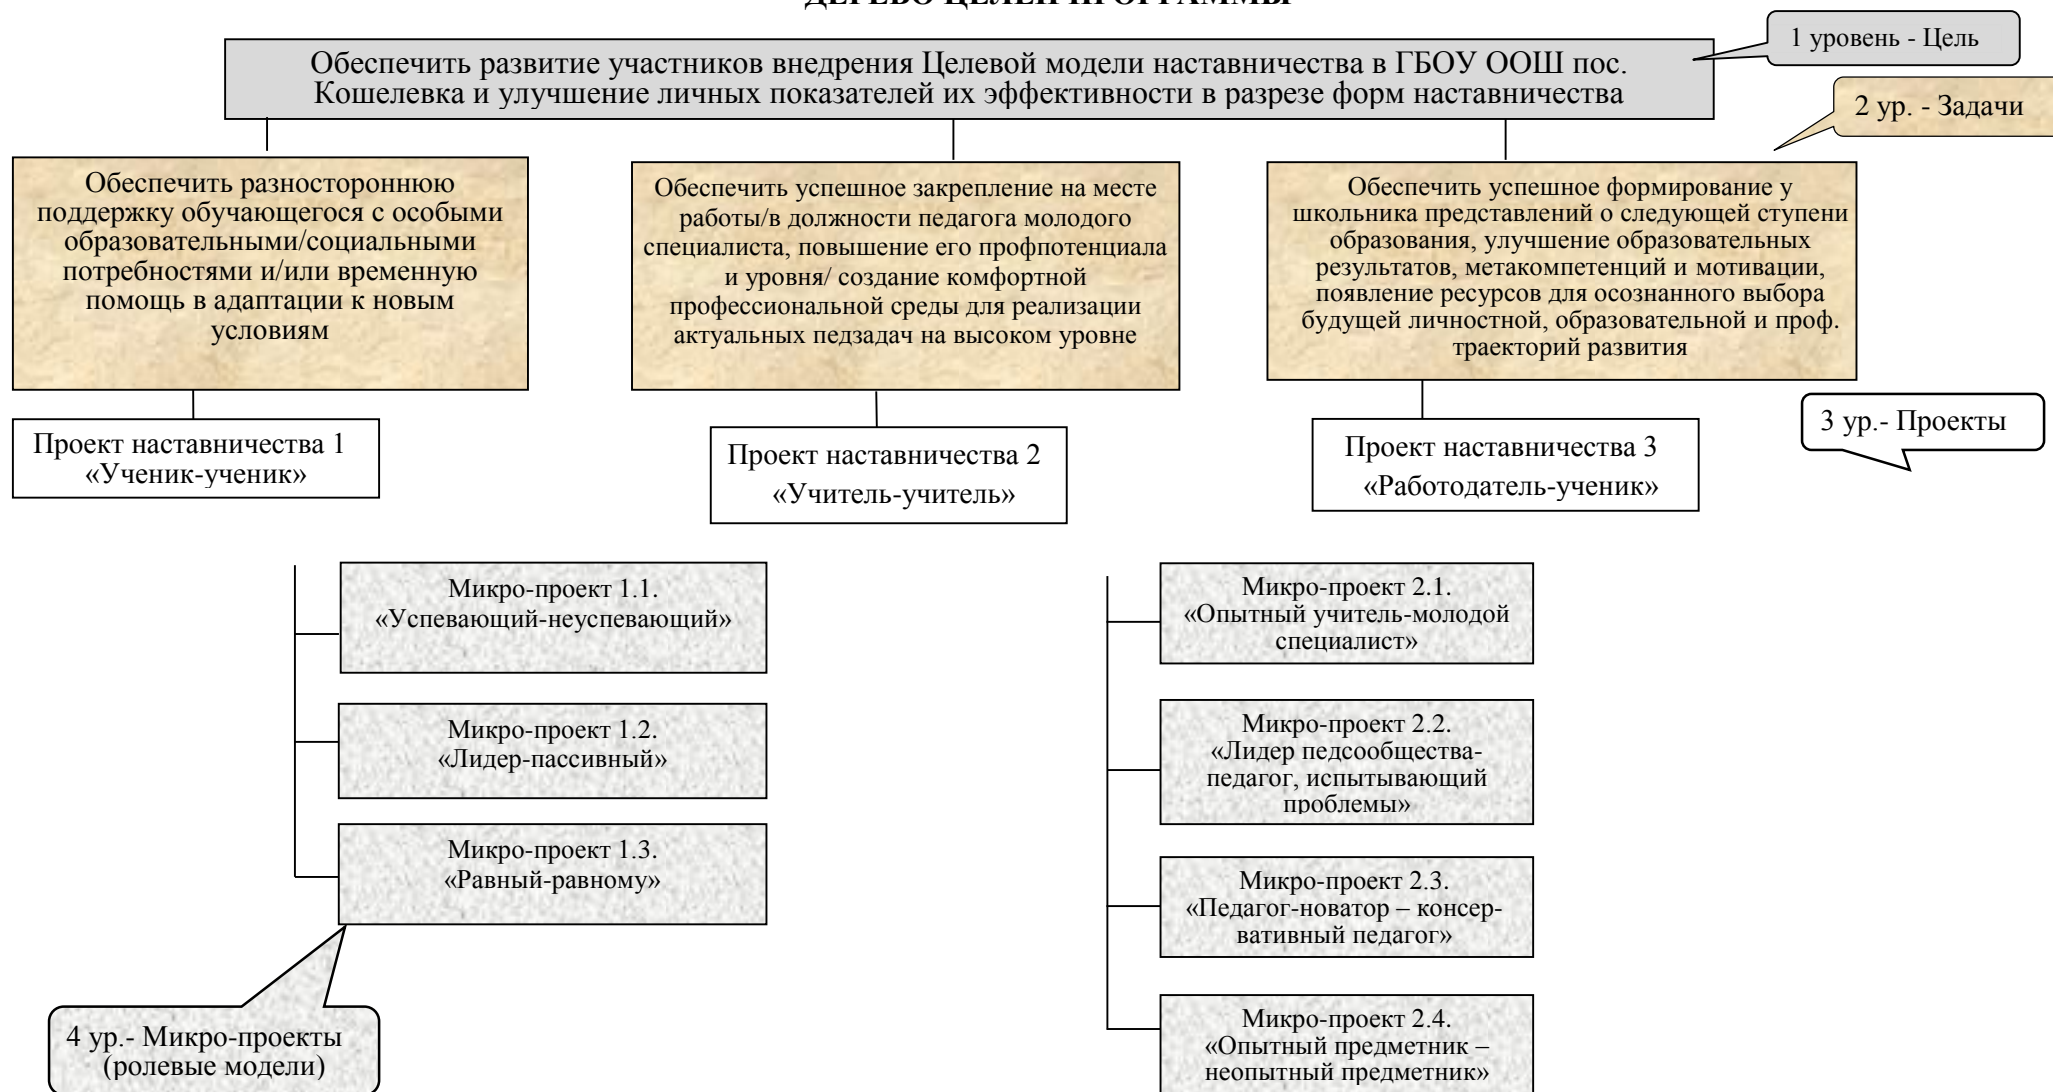 ДЕРЕВО ЦЕЛЕЙ ПРОГРАММЫ
1 уровень - Цель
Обеспечить развитие участников внедрения Целевой модели наставничества в ГБОУ ООШ пос.
Кошелевка и улучшение личных показателей их эффективности в разрезе форм наставничества
2 ур. - Задачи
Обеспечить разностороннюю
поддержку обучающегося с особыми
образовательными/социальными
потребностями и/или временную
помощь в адаптации к новым
условиям
Обеспечить успешное закрепление на месте
работы/в должности педагога молодого
специалиста, повышение его профпотенциала
и уровня/ создание комфортной
профессиональной среды для реализации
актуальных педзадач на высоком уровне
Обеспечить успешное формирование у
школьника представлений о следующей ступени
образования, улучшение образовательных
результатов, метакомпетенций и мотивации,
появление ресурсов для осознанного выбора
будущей личностной, образовательной и проф.
траекторий развития
3 ур.- Проекты
Проект наставничества 1
«Ученик-ученик»
Проект наставничества 2
«Учитель-учитель»
Проект наставничества 3
«Работодатель-ученик»
Микро-проект 1.1.
«Успевающий-неуспевающий»
Микро-проект 1.2.
«Лидер-пассивный»
Микро-проект 1.3.
«Равный-равному»
4 ур.- Микро-проекты
(ролевые модели)
Микро-проект 2.1.
«Опытный учитель-молодой
специалист»
Микро-проект 2.2.
«Лидер педсообщества-
педагог, испытывающий
проблемы»
Микро-проект 2.3.
«Педагог-новатор – консер-
вативный педагог»
Микро-проект 2.4.
«Опытный предметник –
неопытный предметник»